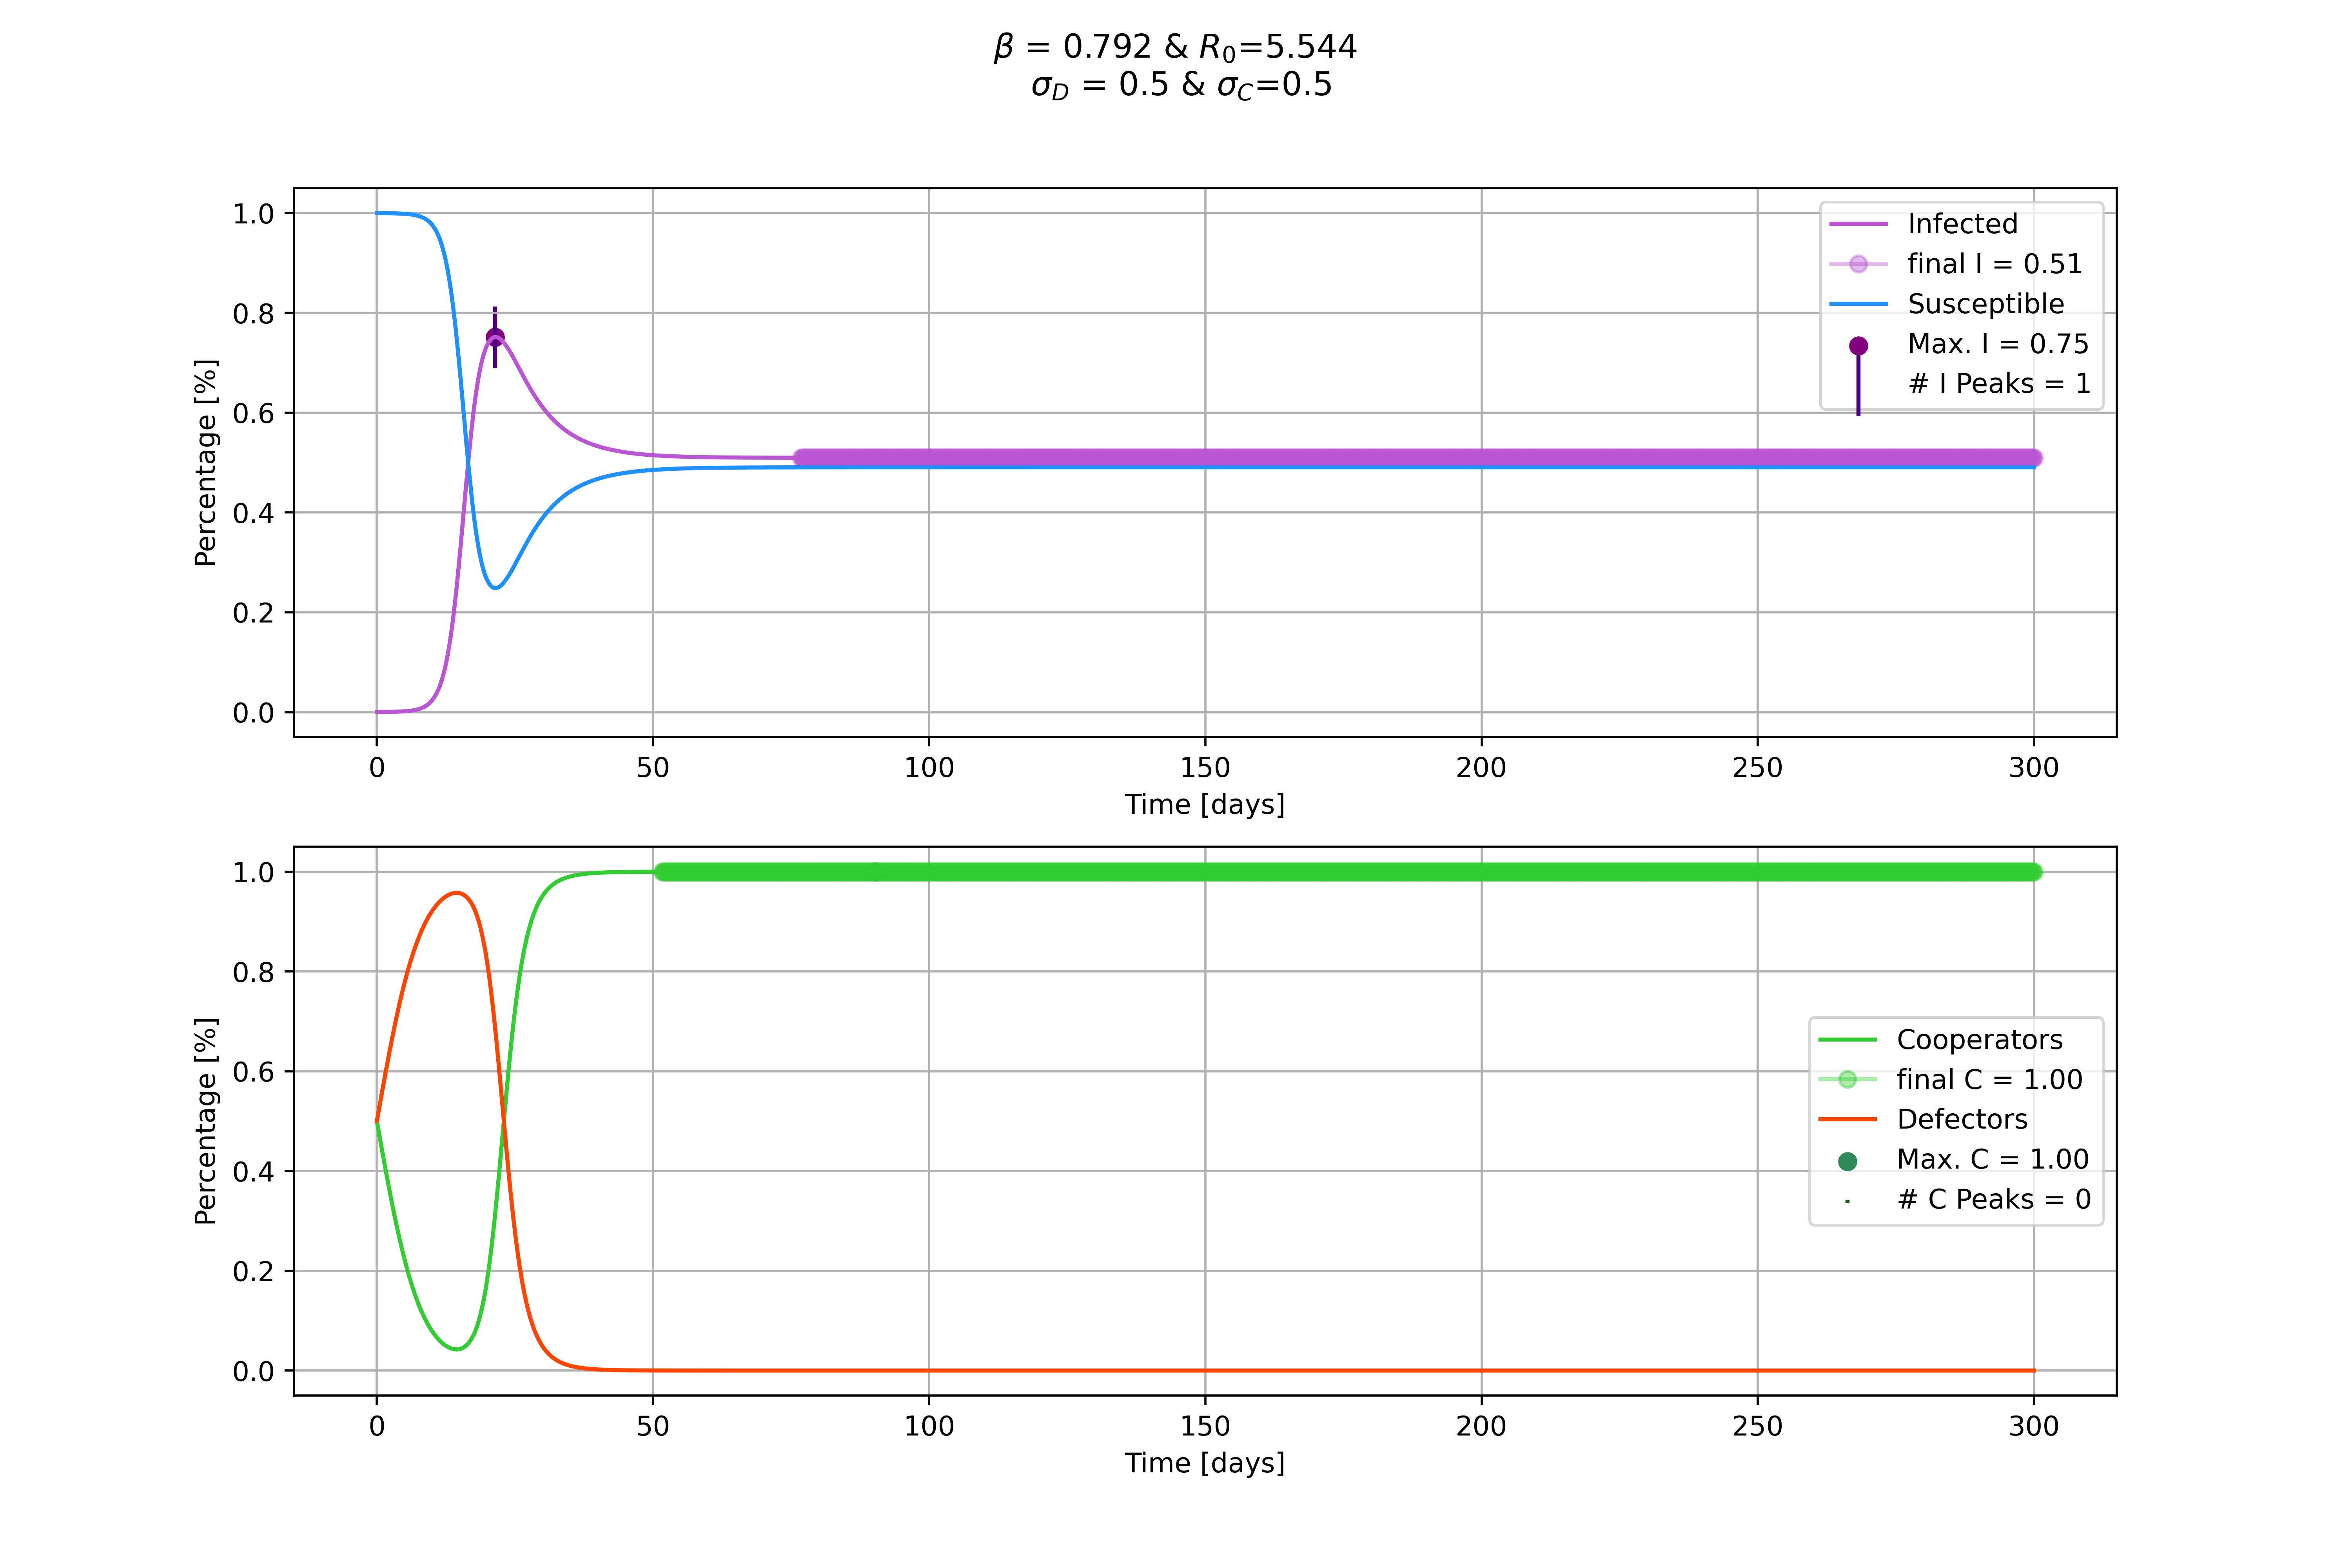 β = 0.792 & R₀=5.544
σ_D = 0.5 & σ_C=0.5
Percentage [%]
1.0
0.8
0.6
0.4
0.2
0.0
Infected
final I = 0.51
Susceptible
Max. I = 0.75
# I Peaks = 1
0 50 100 150 200 250 300
Time [days]
Percentage [%]
1.0
0.8
0.6
0.4
0.2
0.0
Cooperators
final C = 1.00
Defectors
Max. C = 1.00
# C Peaks = 0
0 50 100 150 200 250 300
Time [days]